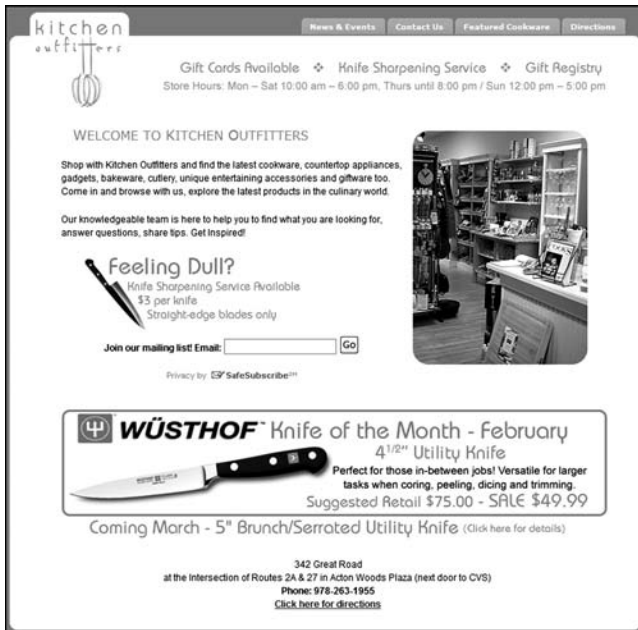 kitchen
outfitters
News & Events Contact Us Featured Cookware Directions
Gift Cards Available ❖ Knife Sharpening Service ❖ Gift Registry
Store Hours: Mon – Sat 10:00 am – 6:00 pm, Thurs until 8:00 pm / Sun 12:00 pm – 5:00 pm
WELCOME TO KITCHEN OUTFITTERS
Shop with Kitchen Outfitters and find the latest cookware, countertop appliances,
gadgets, bakeware, cutlery, unique entertaining accessories and giftware too.
Come in and browse with us, explore the latest products in the culinary world.
Our knowledgeable team is here to help you to find what you are looking for,
answer questions, share tips. Get Inspired!
Feeling Dull?
Knife Sharpening Service Available
$3 per knife
Straight-edge blades only
Join our mailing list! Email: Go
Privacy by SafeSubscribe℠
WÜSTHOF™ Knife of the Month - February
4 1/2" Utility Knife
Perfect for those in-between jobs! Versatile for larger
tasks when coring, peeling, dicing and trimming.
Suggested Retail $75.00 - SALE $49.99
Coming March - 5" Brunch/Serrated Utility Knife (Click here for details)
342 Great Road
at the Intersection of Routes 2A & 27 in Acton Woods Plaza (next door to CVS)
Phone: 978-263-1955
Click here for directions